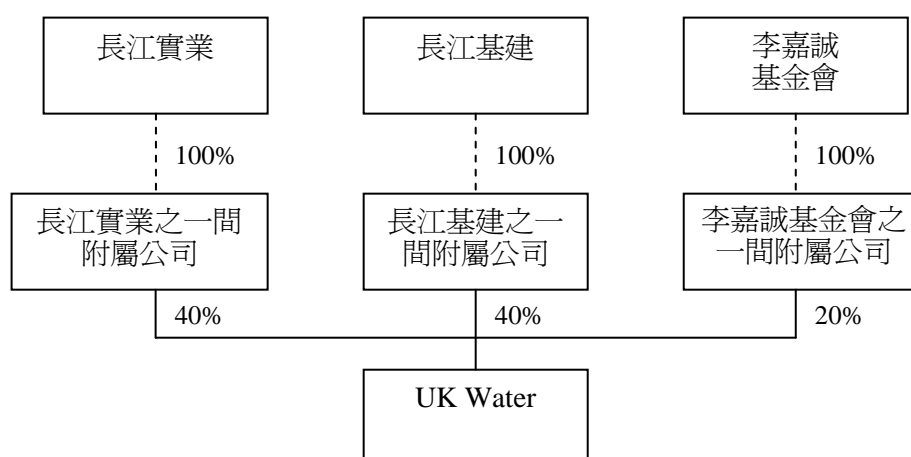 長江實業
長江基建
李嘉誠
基金會
100%
100%
100%
長江實業之一間
附屬公司
長江基建之一
間附屬公司
李嘉誠基金會之
一間附屬公司
40%
40%
20%
UK Water